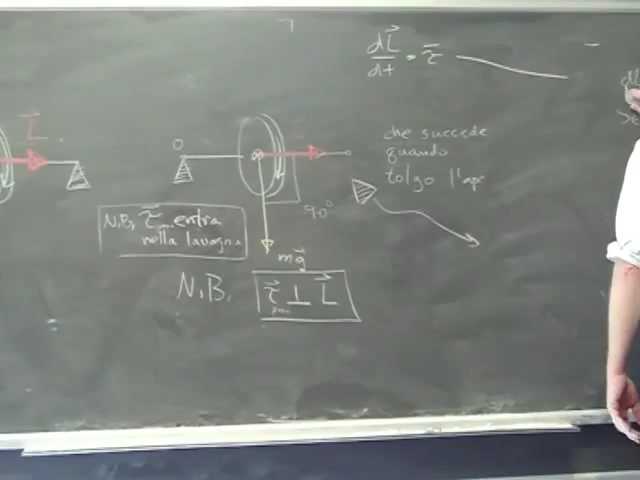 dL⃗/dt = τ⃗
L
O
che succede
quando
tolgo l'app
90°
N.B. τ⃗ entra
nella lavagna
mg⃗
N.B. τ⃗ ⊥ L⃗